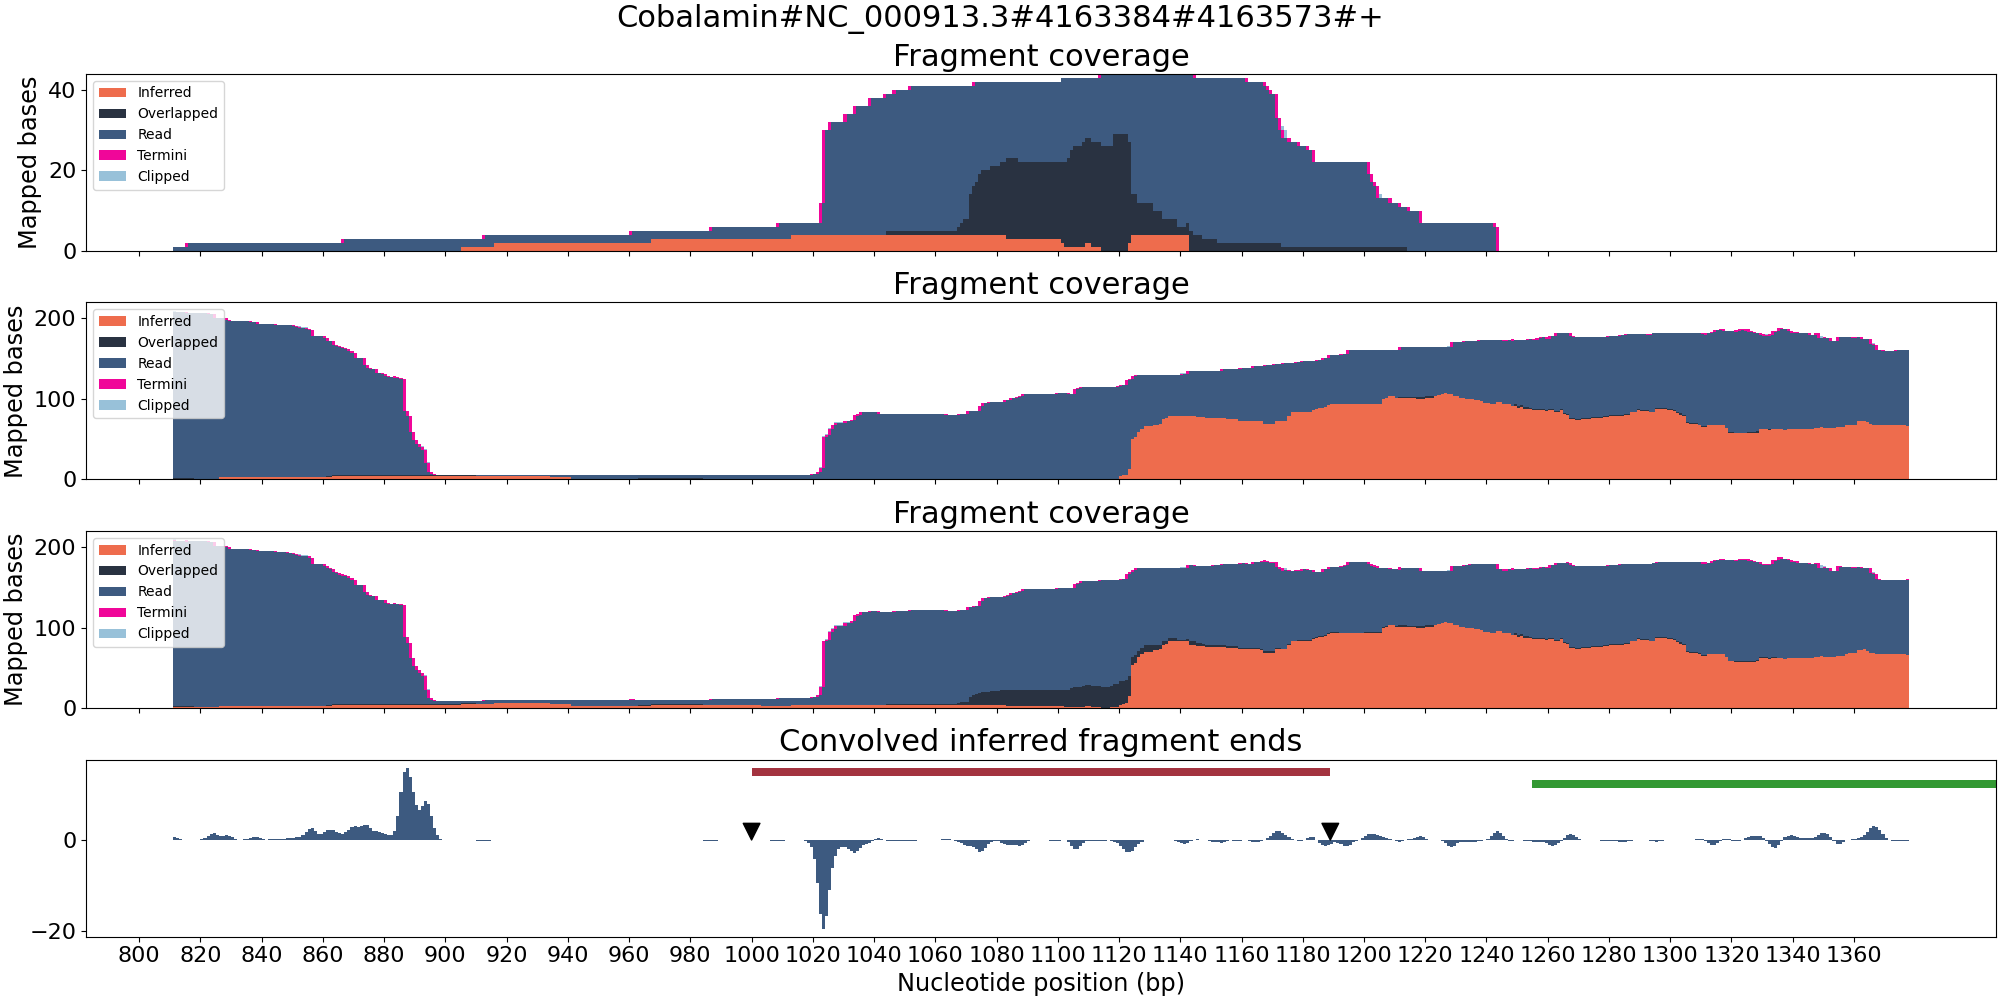 Cobalamin#NC_000913.3#4163384#4163573#+
Fragment coverage
Mapped bases
40
20
0
Inferred
Overlapped
Read
Termini
Clipped
Fragment coverage
Mapped bases
200
100
0
Inferred
Overlapped
Read
Termini
Clipped
Fragment coverage
Mapped bases
200
100
0
Inferred
Overlapped
Read
Termini
Clipped
Convolved inferred fragment ends
0
−20
800 820 840 860 880 900 920 940 960 980 1000 1020 1040 1060 1080 1100 1120 1140 1160 1180 1200 1220 1240 1260 1280 1300 1320 1340 1360
Nucleotide position (bp)